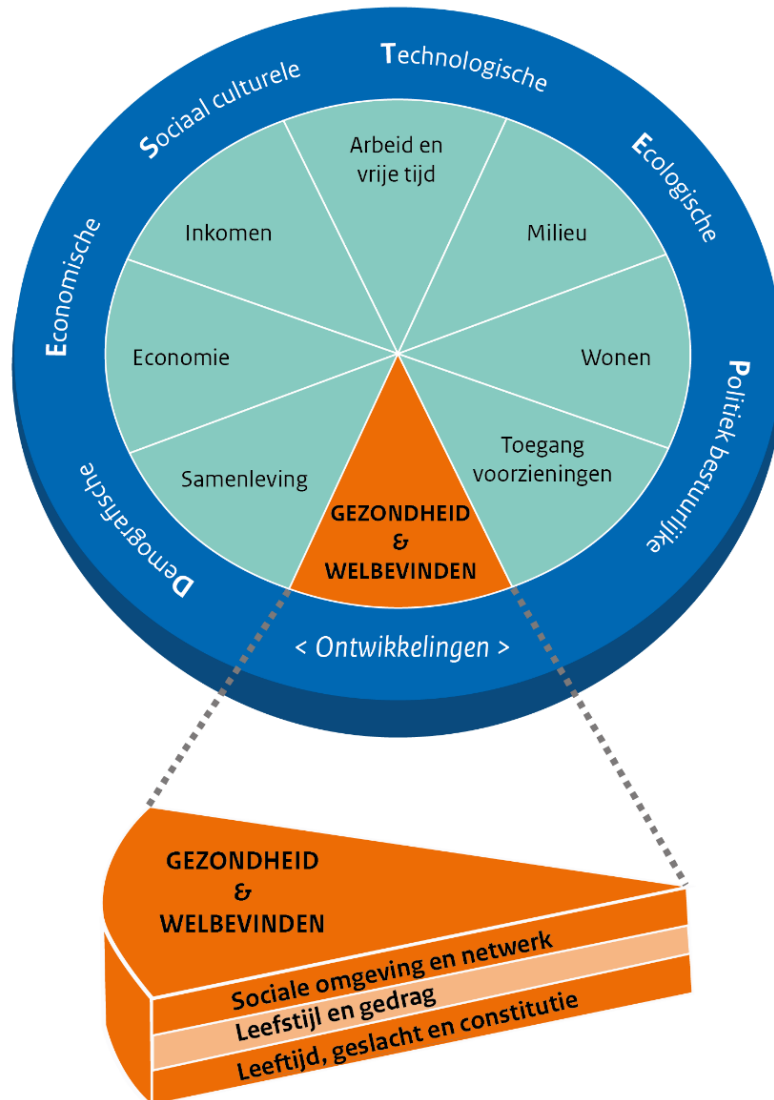 Technologische
Sociaal culturele
Ecologische
Economische
Politiek bestuurlijke
Demografische
Arbeid en
vrije tijd
Inkomen
Milieu
Economie
Wonen
Samenleving
Toegang
voorzieningen
GEZONDHEID
&
WELBEVINDEN
< Ontwikkelingen >
GEZONDHEID
&
WELBEVINDEN
Sociale omgeving en netwerk
Leefstijl en gedrag
Leeftijd, geslacht en constitutie